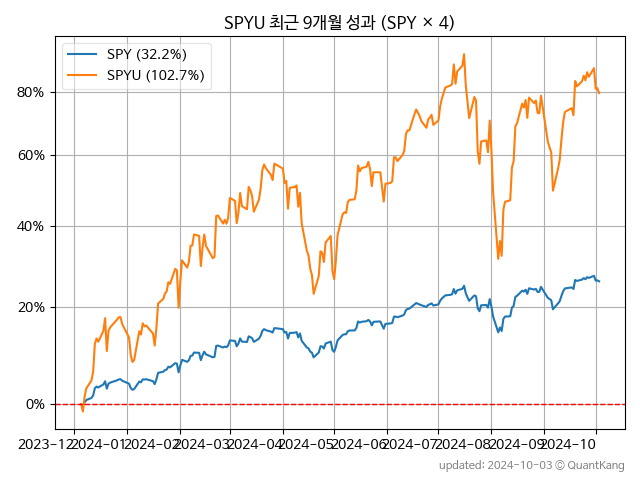 SPYU 최근 9개월 성과 (SPY × 4)
SPY (32.2%)
SPYU (102.7%)
80%
60%
40%
20%
0%
2023-12 2024-01 2024-02 2024-03 2024-04 2024-05 2024-06 2024-07 2024-08 2024-09 2024-10
updated: 2024-10-03 @ QuantKang